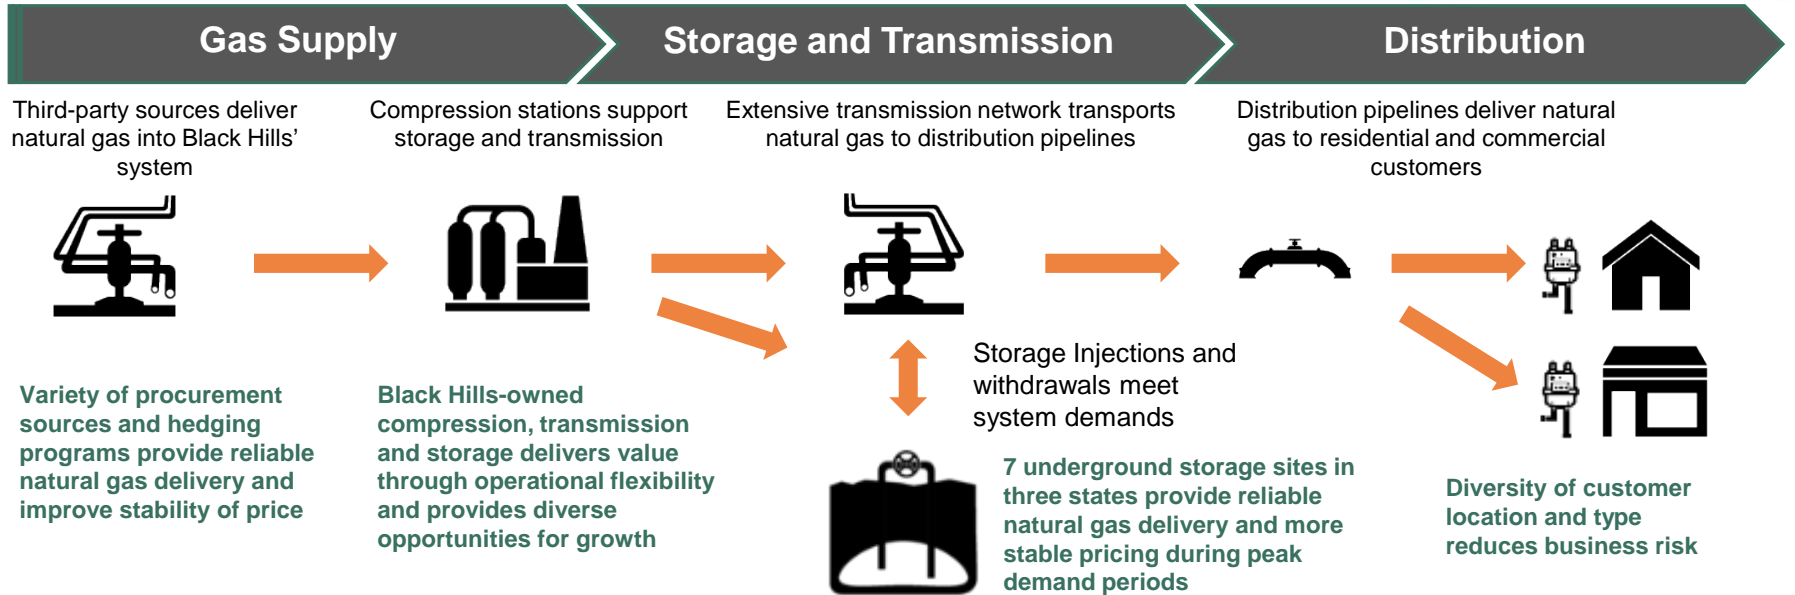 Gas Supply
Storage and Transmission
Distribution
Third-party sources deliver
natural gas into Black Hills’
system
Compression stations support
storage and transmission
Extensive transmission network transports
natural gas to distribution pipelines
Distribution pipelines deliver natural
gas to residential and commercial
customers
Storage Injections and
withdrawals meet
system demands
Variety of procurement
sources and hedging
programs provide reliable
natural gas delivery and
improve stability of price
Black Hills-owned
compression, transmission
and storage delivers value
through operational flexibility
and provides diverse
opportunities for growth
7 underground storage sites in
three states provide reliable
natural gas delivery and more
stable pricing during peak
demand periods
Diversity of customer
location and type
reduces business risk